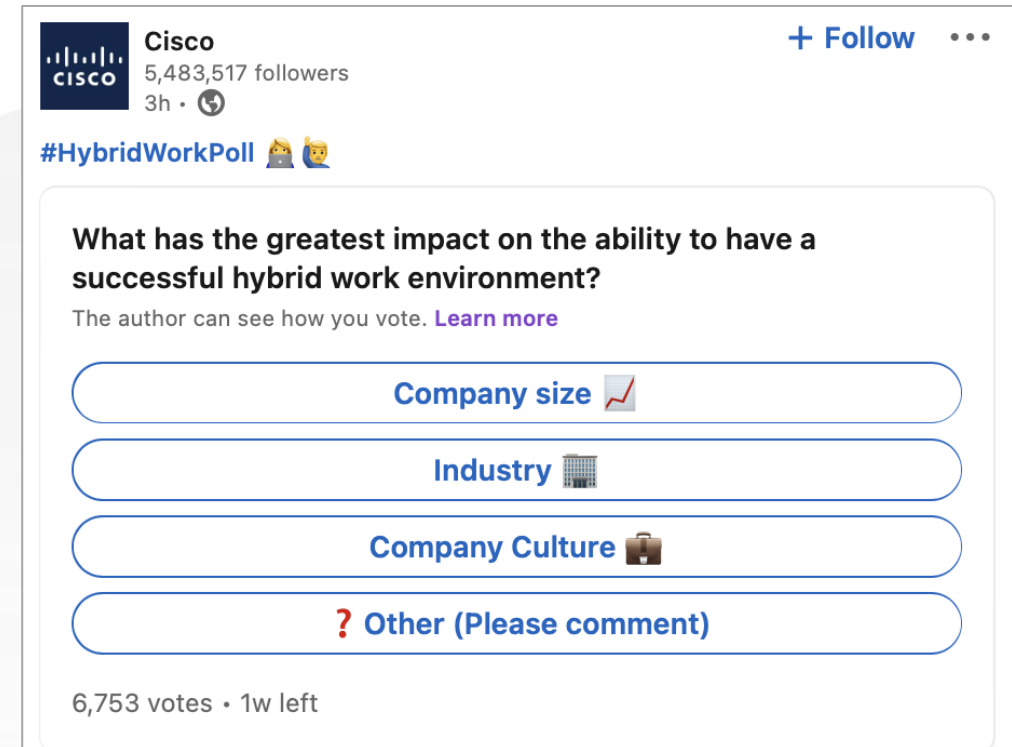 CISCO
Cisco
+ Follow
5,483,517 followers
3h •
#HybridWorkPoll 👩‍💻 🙋‍♂️
What has the greatest impact on the ability to have a
successful hybrid work environment?
The author can see how you vote. Learn more
Company size 📈
Industry 🏢
Company Culture 💼
❓ Other (Please comment)
6,753 votes • 1w left